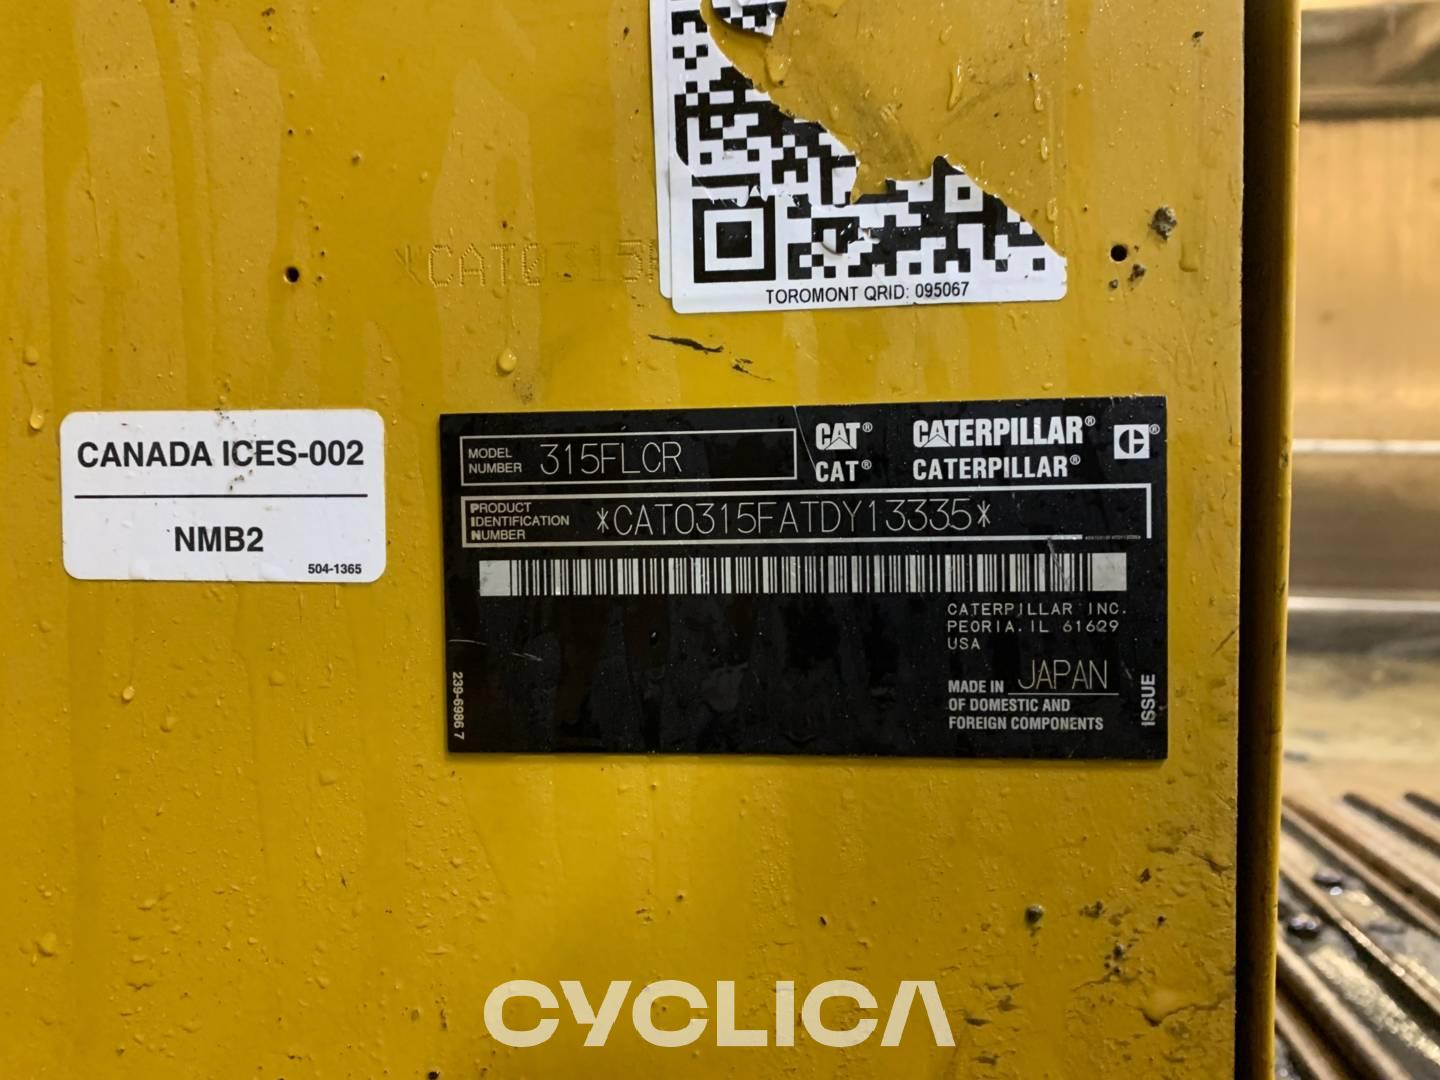 TOROMONT QRID: 095067
*CAT0315F
CANADA ICES-002
NMB2
504-1365
MODEL NUMBER 315FLCR
CAT® CATERPILLAR®
CAT® CATERPILLAR®
PRODUCT IDENTIFICATION NUMBER *CAT0315FATDY13335*
CATERPILLAR INC.
PEORIA, IL 61629
USA
MADE IN JAPAN
OF DOMESTIC AND
FOREIGN COMPONENTS
239-6986 7
ISSUE
CYCLICA